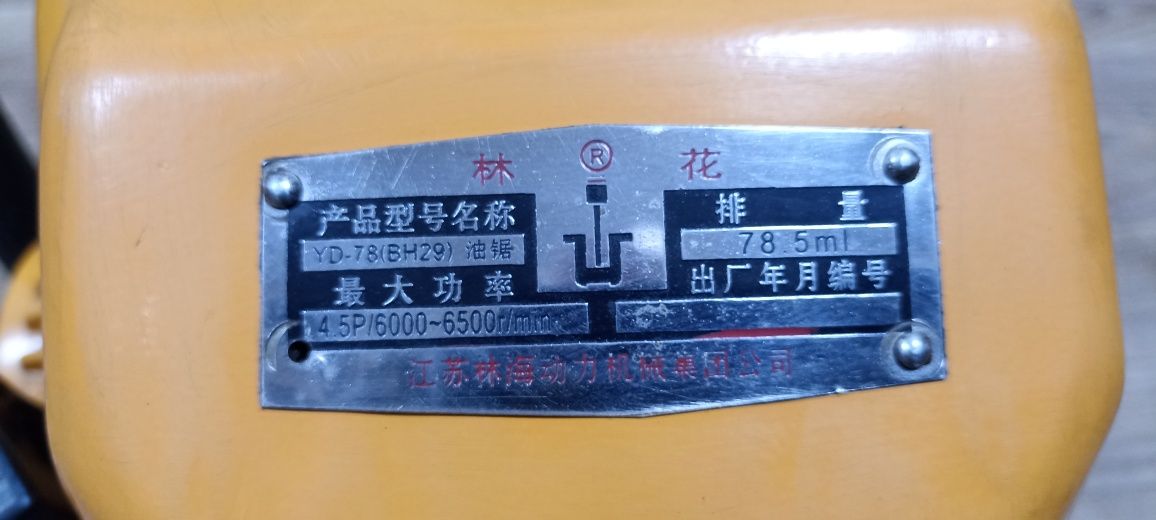 林 ® 花
产品型号名称
YD-78(BH29) 油锯
最大功率
4.5P/6000~6500r/min
排 量
78.5ml
出厂年月编号
江苏林海动力机械集团公司